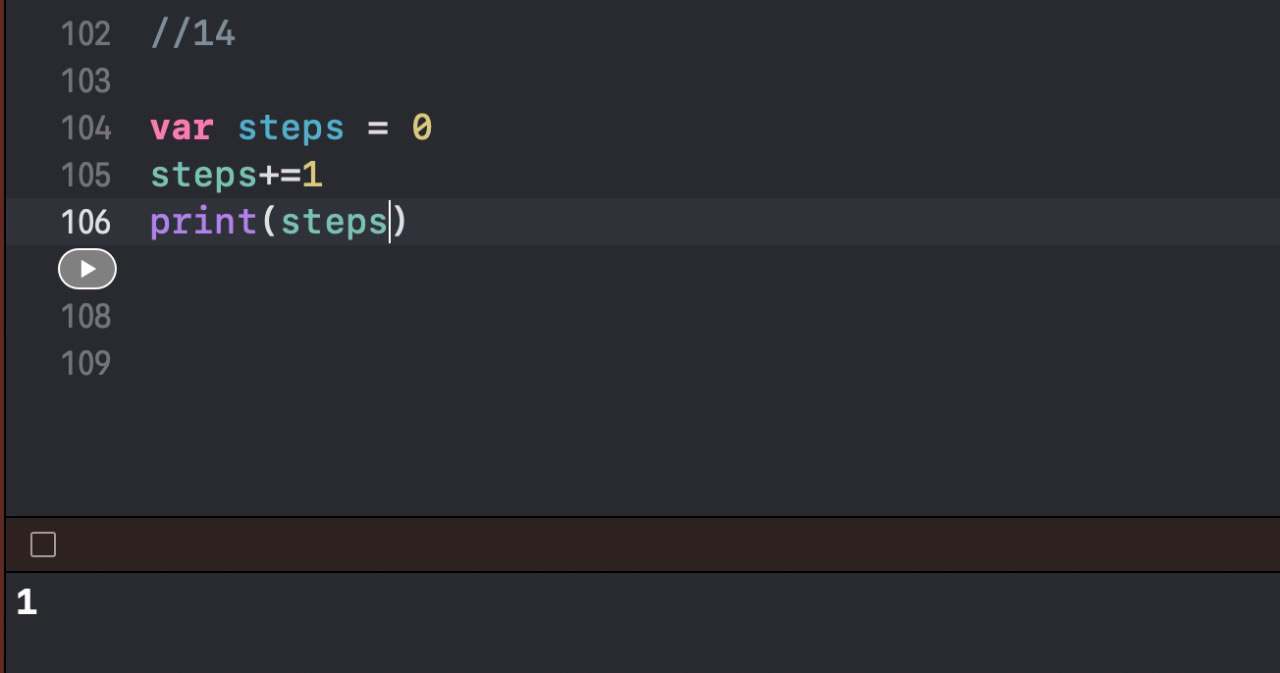 102 //14
103
104 var steps = 0
105 steps+=1
106 print(steps)
108
109
1